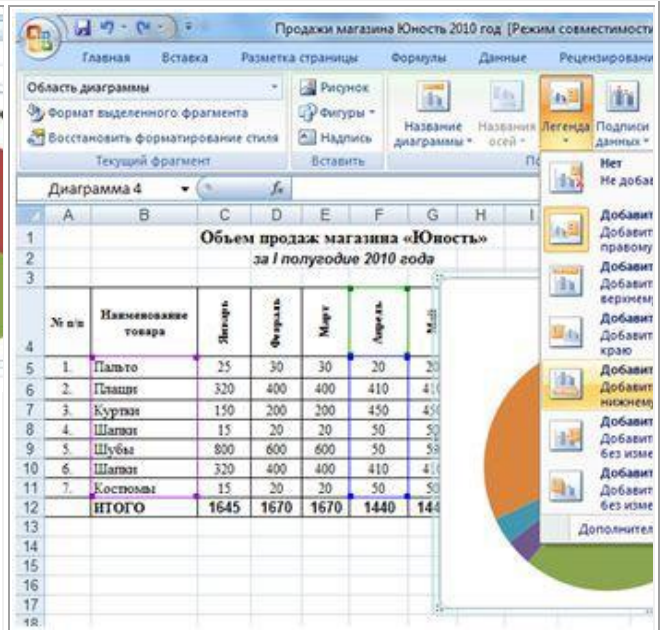 Продажи магазина Юность 2010 год [Режим совместимости
Главная Вставка Разметка страницы Формулы Данные Рецензировани
Область диаграммы
Формат выделенного фрагмента
Восстановить форматирование стиля
Текущий фрагмент
Рисунок
Фигуры
Надпись
Вставить
Название диаграммы
Названия осей
Легенда
Подписи данных
По
Диаграмма 4 fx
A B C D E F G H I
1 Объем продаж магазина «Юность»
2 за I полугодие 2010 года
3
4 № п/п Наименование товара Январь Февраль Март Апрель Май
5 1. Пальто 25 30 30 20 20
6 2. Плащи 320 400 400 410 410
7 3. Куртки 150 200 200 450 450
8 4. Шапки 15 20 20 50 50
9 5. Шубы 800 600 600 50 59
10 6. Шапки 320 400 400 410 410
11 7. Костюмы 15 20 20 50 50
12 ИТОГО 1645 1670 1670 1440 144
13
14
15
16
17
18
Нет
Не добав
Добавит
Добавит
правому
Добавит
Добавит
верхнему
Добавит
Добавит
краю
Добавит
Добавит
нижнему
Добавит
Добавит
без изме
Добавит
Добавит
без изме
Дополнител